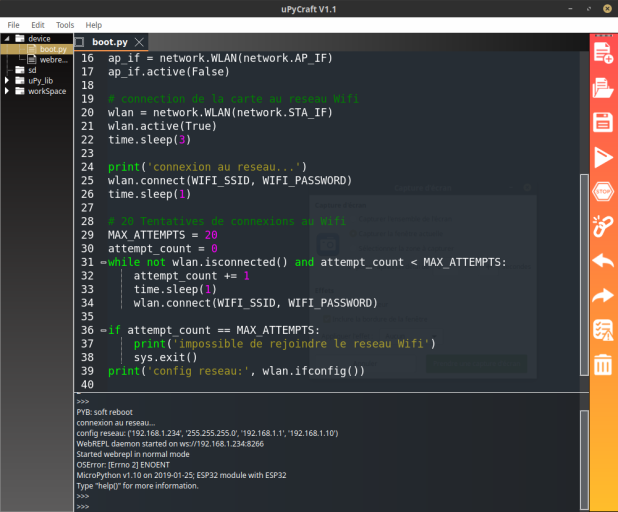 uPyCraft V1.1
File Edit Tools Help
device
boot.py
webre...
sd
uPy_lib
workSpace
boot.py
16 ap_if = network.WLAN(network.AP_IF)
17 ap_if.active(False)
18
19 # connection de la carte au reseau Wifi
20 wlan = network.WLAN(network.STA_IF)
21 wlan.active(True)
22 time.sleep(3)
23
24 print('connexion au reseau...')
25 wlan.connect(WIFI_SSID, WIFI_PASSWORD)
26 time.sleep(1)
27
28 # 20 Tentatives de connexions au Wifi
29 MAX_ATTEMPTS = 20
30 attempt_count = 0
31 while not wlan.isconnected() and attempt_count < MAX_ATTEMPTS:
32 attempt_count += 1
33 time.sleep(1)
34 wlan.connect(WIFI_SSID, WIFI_PASSWORD)
35
36 if attempt_count == MAX_ATTEMPTS:
37 print('impossible de rejoindre le reseau Wifi')
38 sys.exit()
39 print('config reseau:', wlan.ifconfig())
40
>>>
PYB: soft reboot
connexion au reseau...
config reseau: ('192.168.1.234', '255.255.255.0', '192.168.1.1', '192.168.1.10')
WebREPL daemon started on ws://192.168.1.234:8266
Started webrepl in normal mode
OSError: [Errno 2] ENOENT
MicroPython v1.10 on 2019-01-25; ESP32 module with ESP32
Type "help()" for more information.
>>>
>>>
STOP